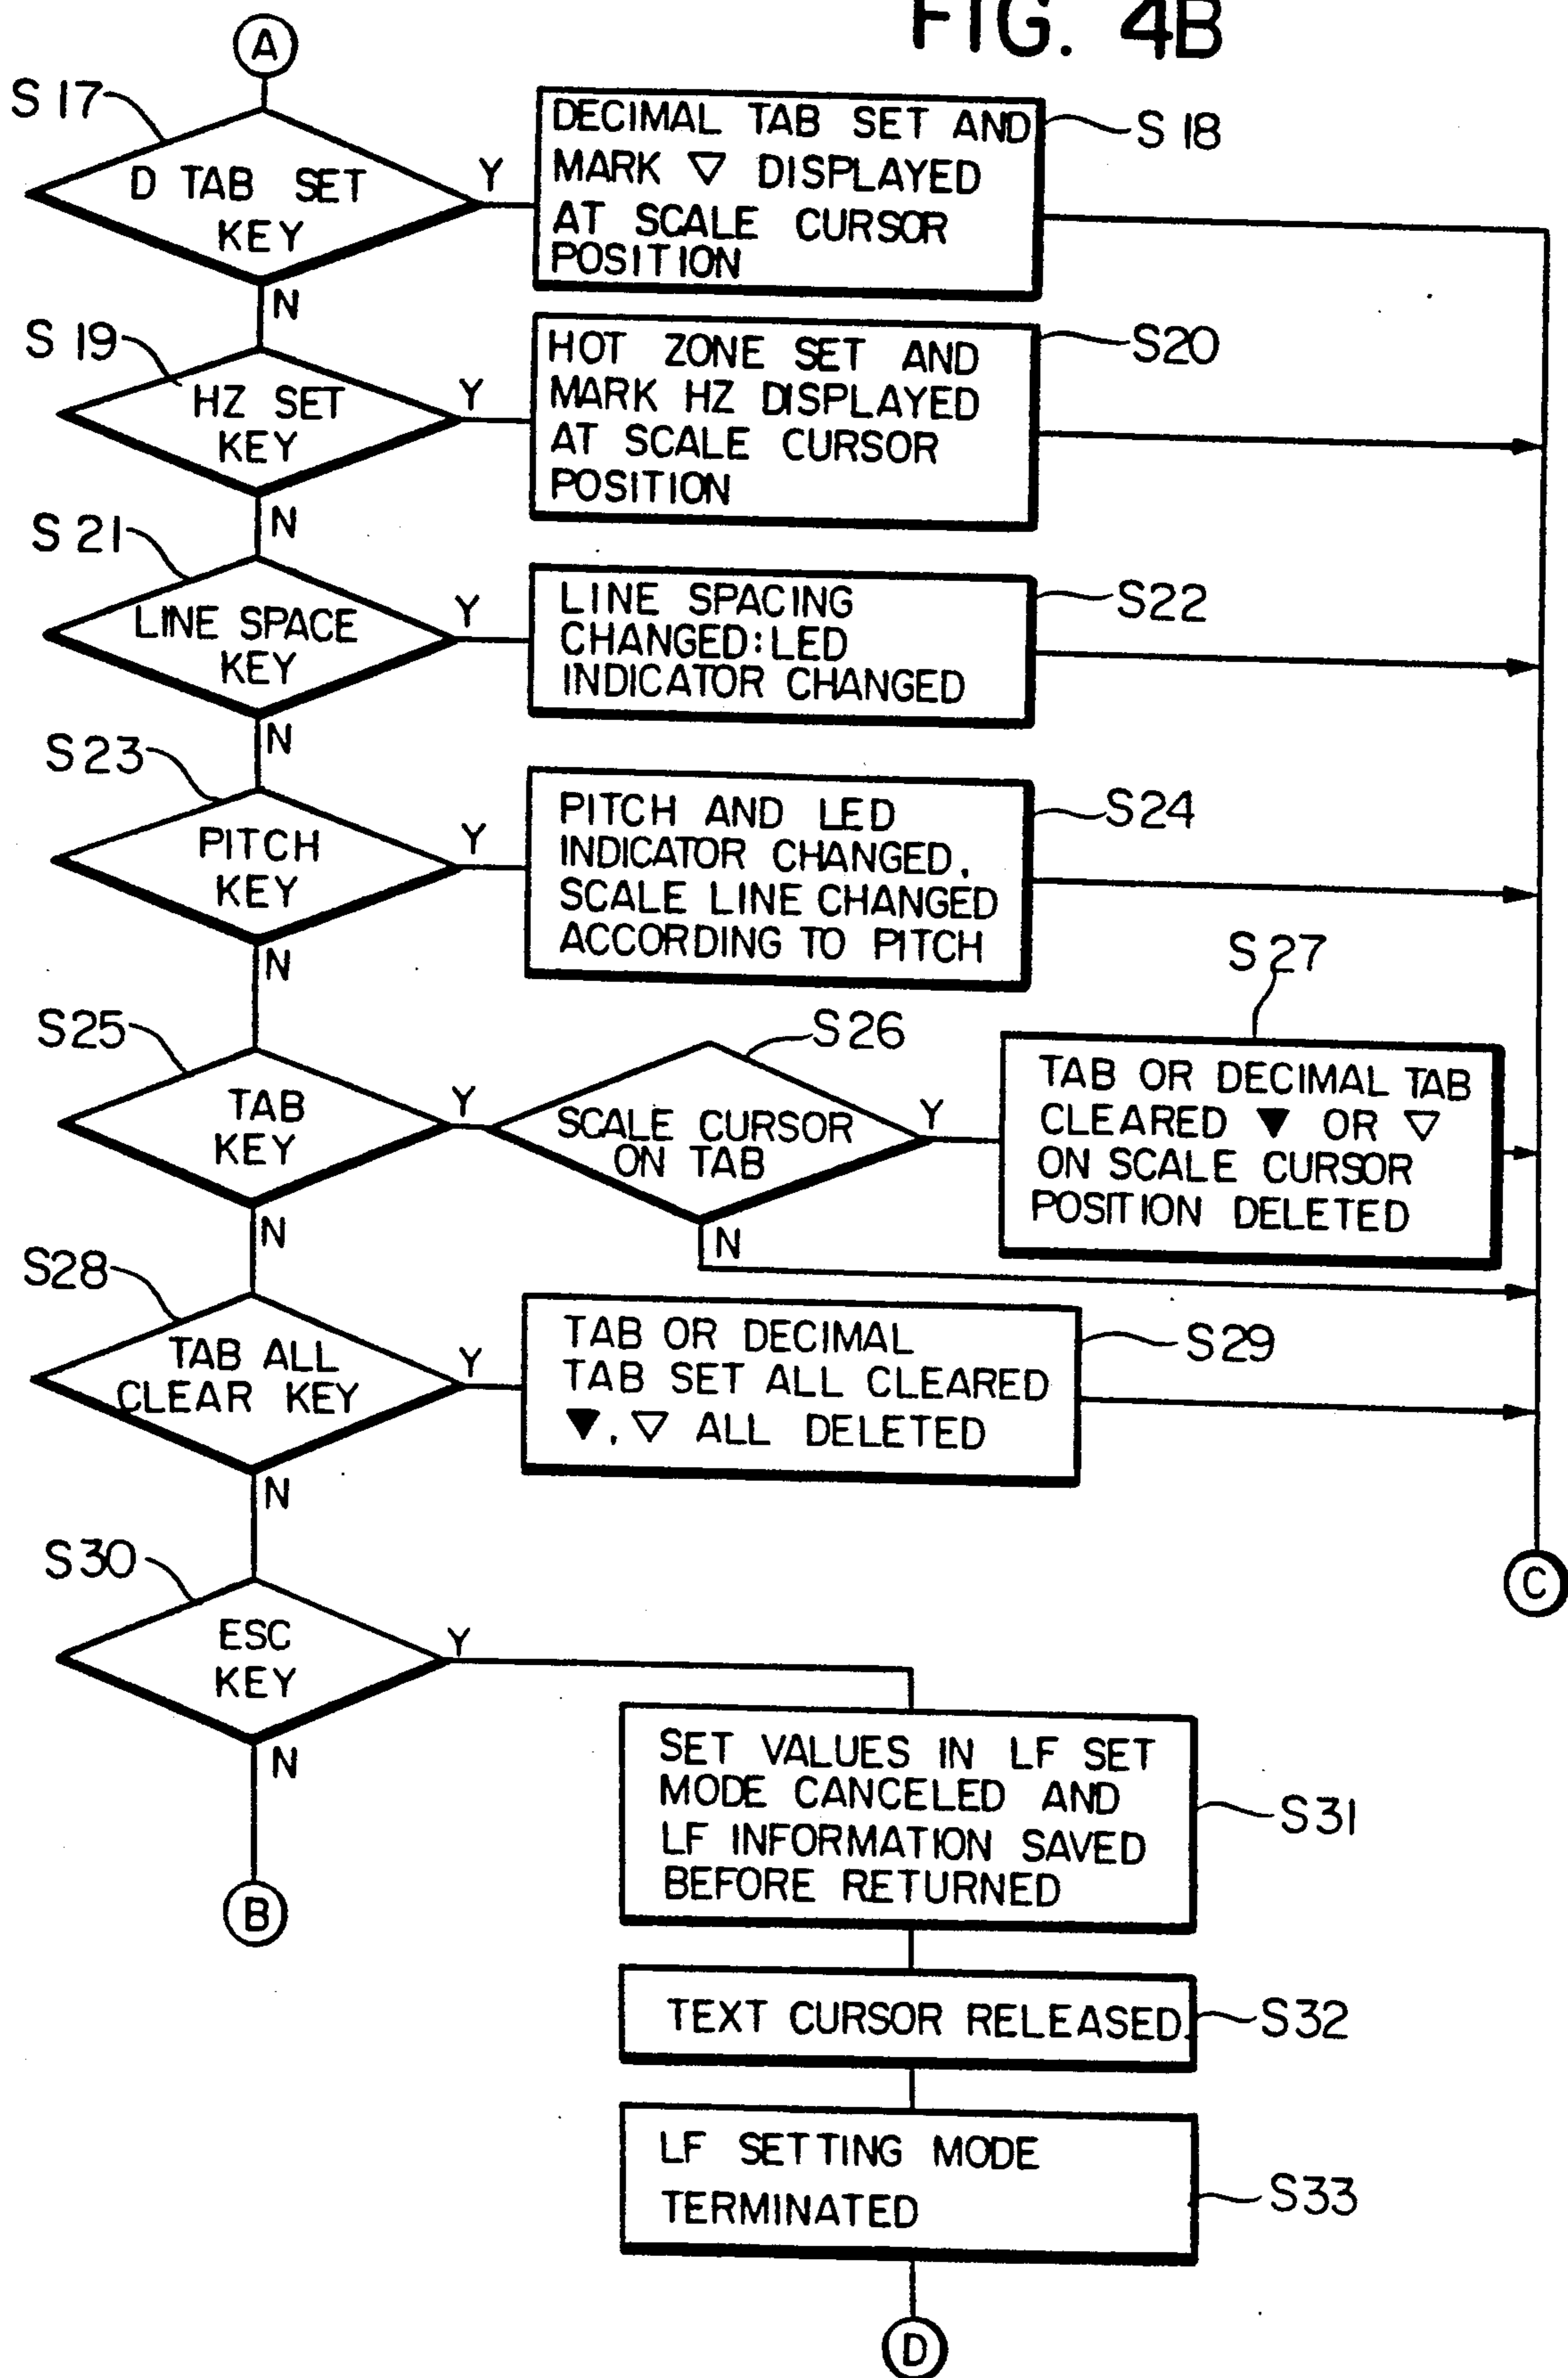 FIG. 4B
A
S17
D TAB SET
KEY
Y
N
DECIMAL TAB SET AND
MARK ▽ DISPLAYED
AT SCALE CURSOR
POSITION
S18
S19
HZ SET
KEY
Y
N
HOT ZONE SET AND
MARK HZ DISPLAYED
AT SCALE CURSOR
POSITION
S20
S21
LINE SPACE
KEY
Y
N
LINE SPACING
CHANGED:LED
INDICATOR CHANGED
S22
S23
PITCH
KEY
Y
N
PITCH AND LED
INDICATOR CHANGED,
SCALE LINE CHANGED
ACCORDING TO PITCH
S24
S25
TAB
KEY
Y
N
S26
SCALE CURSOR
ON TAB
Y
N
S27
TAB OR DECIMAL TAB
CLEARED ▼ OR ▽
ON SCALE CURSOR
POSITION DELETED
S28
TAB ALL
CLEAR KEY
Y
N
TAB OR DECIMAL
TAB SET ALL CLEARED
▼, ▽ ALL DELETED
S29
C
S30
ESC
KEY
Y
N
B
SET VALUES IN LF SET
MODE CANCELED AND
LF INFORMATION SAVED
BEFORE RETURNED
S31
TEXT CURSOR RELEASED.
S32
LF SETTING MODE
TERMINATED
S33
D